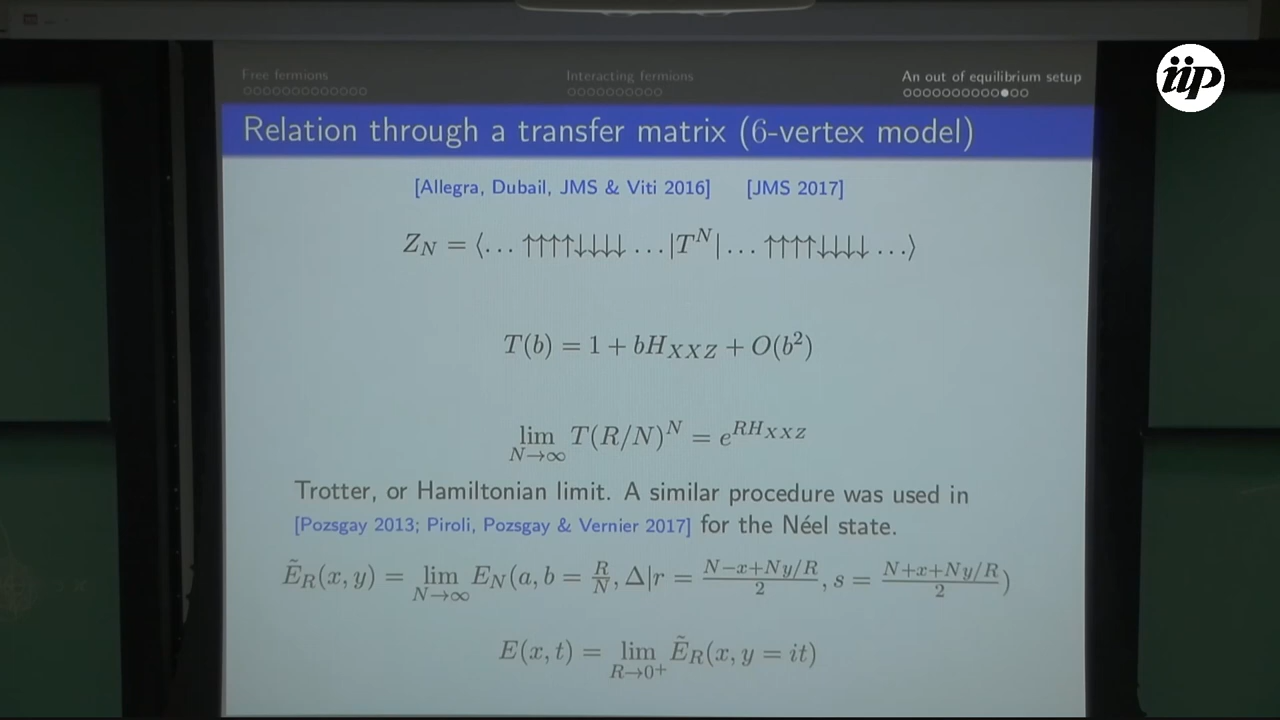 iip
Free fermions Interacting fermions An out of equilibrium setup
Relation through a transfer matrix (6-vertex model)
[Allegra, Dubail, JMS & Viti 2016] [JMS 2017]
Z_N = ⟨… ↑↑↑↑↓↓↓↓ …|T^N| … ↑↑↑↑↓↓↓↓ …⟩
T(b) = 1 + bH_{XXZ} + O(b^2)
lim_{N→∞} T(R/N)^N = e^{RH_{XXZ}}
Trotter, or Hamiltonian limit. A similar procedure was used in
[Pozsgay 2013; Piroli, Pozsgay & Vernier 2017] for the Néel state.
Ẽ_R(x, y) = lim_{N→∞} E_N(a, b = R/N, Δ|r = (N−x+Ny/R)/2, s = (N+x+Ny/R)/2)
E(x, t) = lim_{R→0^+} Ẽ_R(x, y = it)